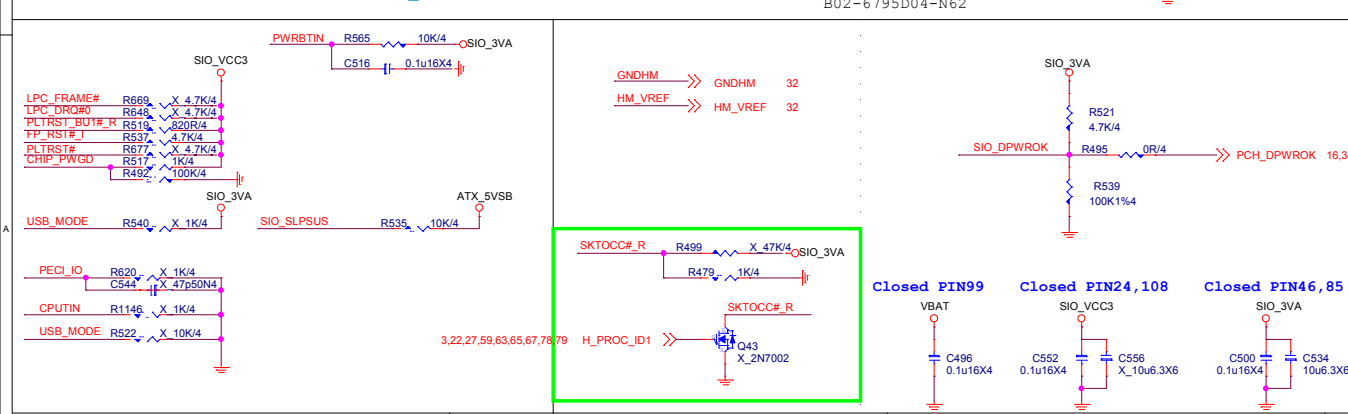 B02-6795D04-N62
PWRBTIN R565 10K/4 SIO_3VA
C516 0.1u16X4
SIO_VCC3
LPC_FRAME# R669 X_4.7K/4
LPC_DRQ#0 R648 X_4.7K/4
PLTRST_BU1#_R R519 820R/4
FP_RST#_I R537 4.7K/4
PLTRST# R677 X_4.7K/4
CHIP_PWGD R517 1K/4
R492 100K/4
SIO_3VA
USB_MODE R540 X_1K/4
ATX_5VSB
SIO_SLPSUS R535 10K/4
PECI_IO R620 X_1K/4
C544 X_47p50N4
CPUTIN R1146 X_1K/4
USB_MODE R522 X_10K/4
A
GNDHM GNDHM 32
HM_VREF HM_VREF 32
SKTOCC#_R R499 X_47K/4 SIO_3VA
R479 1K/4
SKTOCC#_R
3,22,27,59,63,65,67,78,79 H_PROC_ID1
Q43
X_2N7002
SIO_3VA
R521
4.7K/4
SIO_DPWROK R495 0R/4 PCH_DPWROK 16,3
R539
100K1%4
Closed PIN99
VBAT
C496
0.1u16X4
Closed PIN24,108
SIO_VCC3
C552 C556
0.1u16X4 X_10u6.3X6
Closed PIN46,85
SIO_3VA
C500 C534
0.1u16X4 10u6.3X6